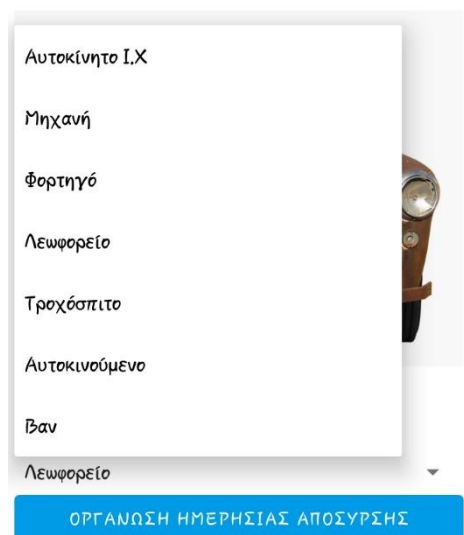 Αυτοκίνητο Ι.Χ
Μηχανή
Φορτηγό
Λεωφορείο
Τροχόσπιτο
Αυτοκινούμενο
Βαν
Λεωφορείο
ΟΡΓΑΝΩΣΗ ΗΜΕΡΗΣΙΑΣ ΑΠΟΣΥΡΣΗΣ